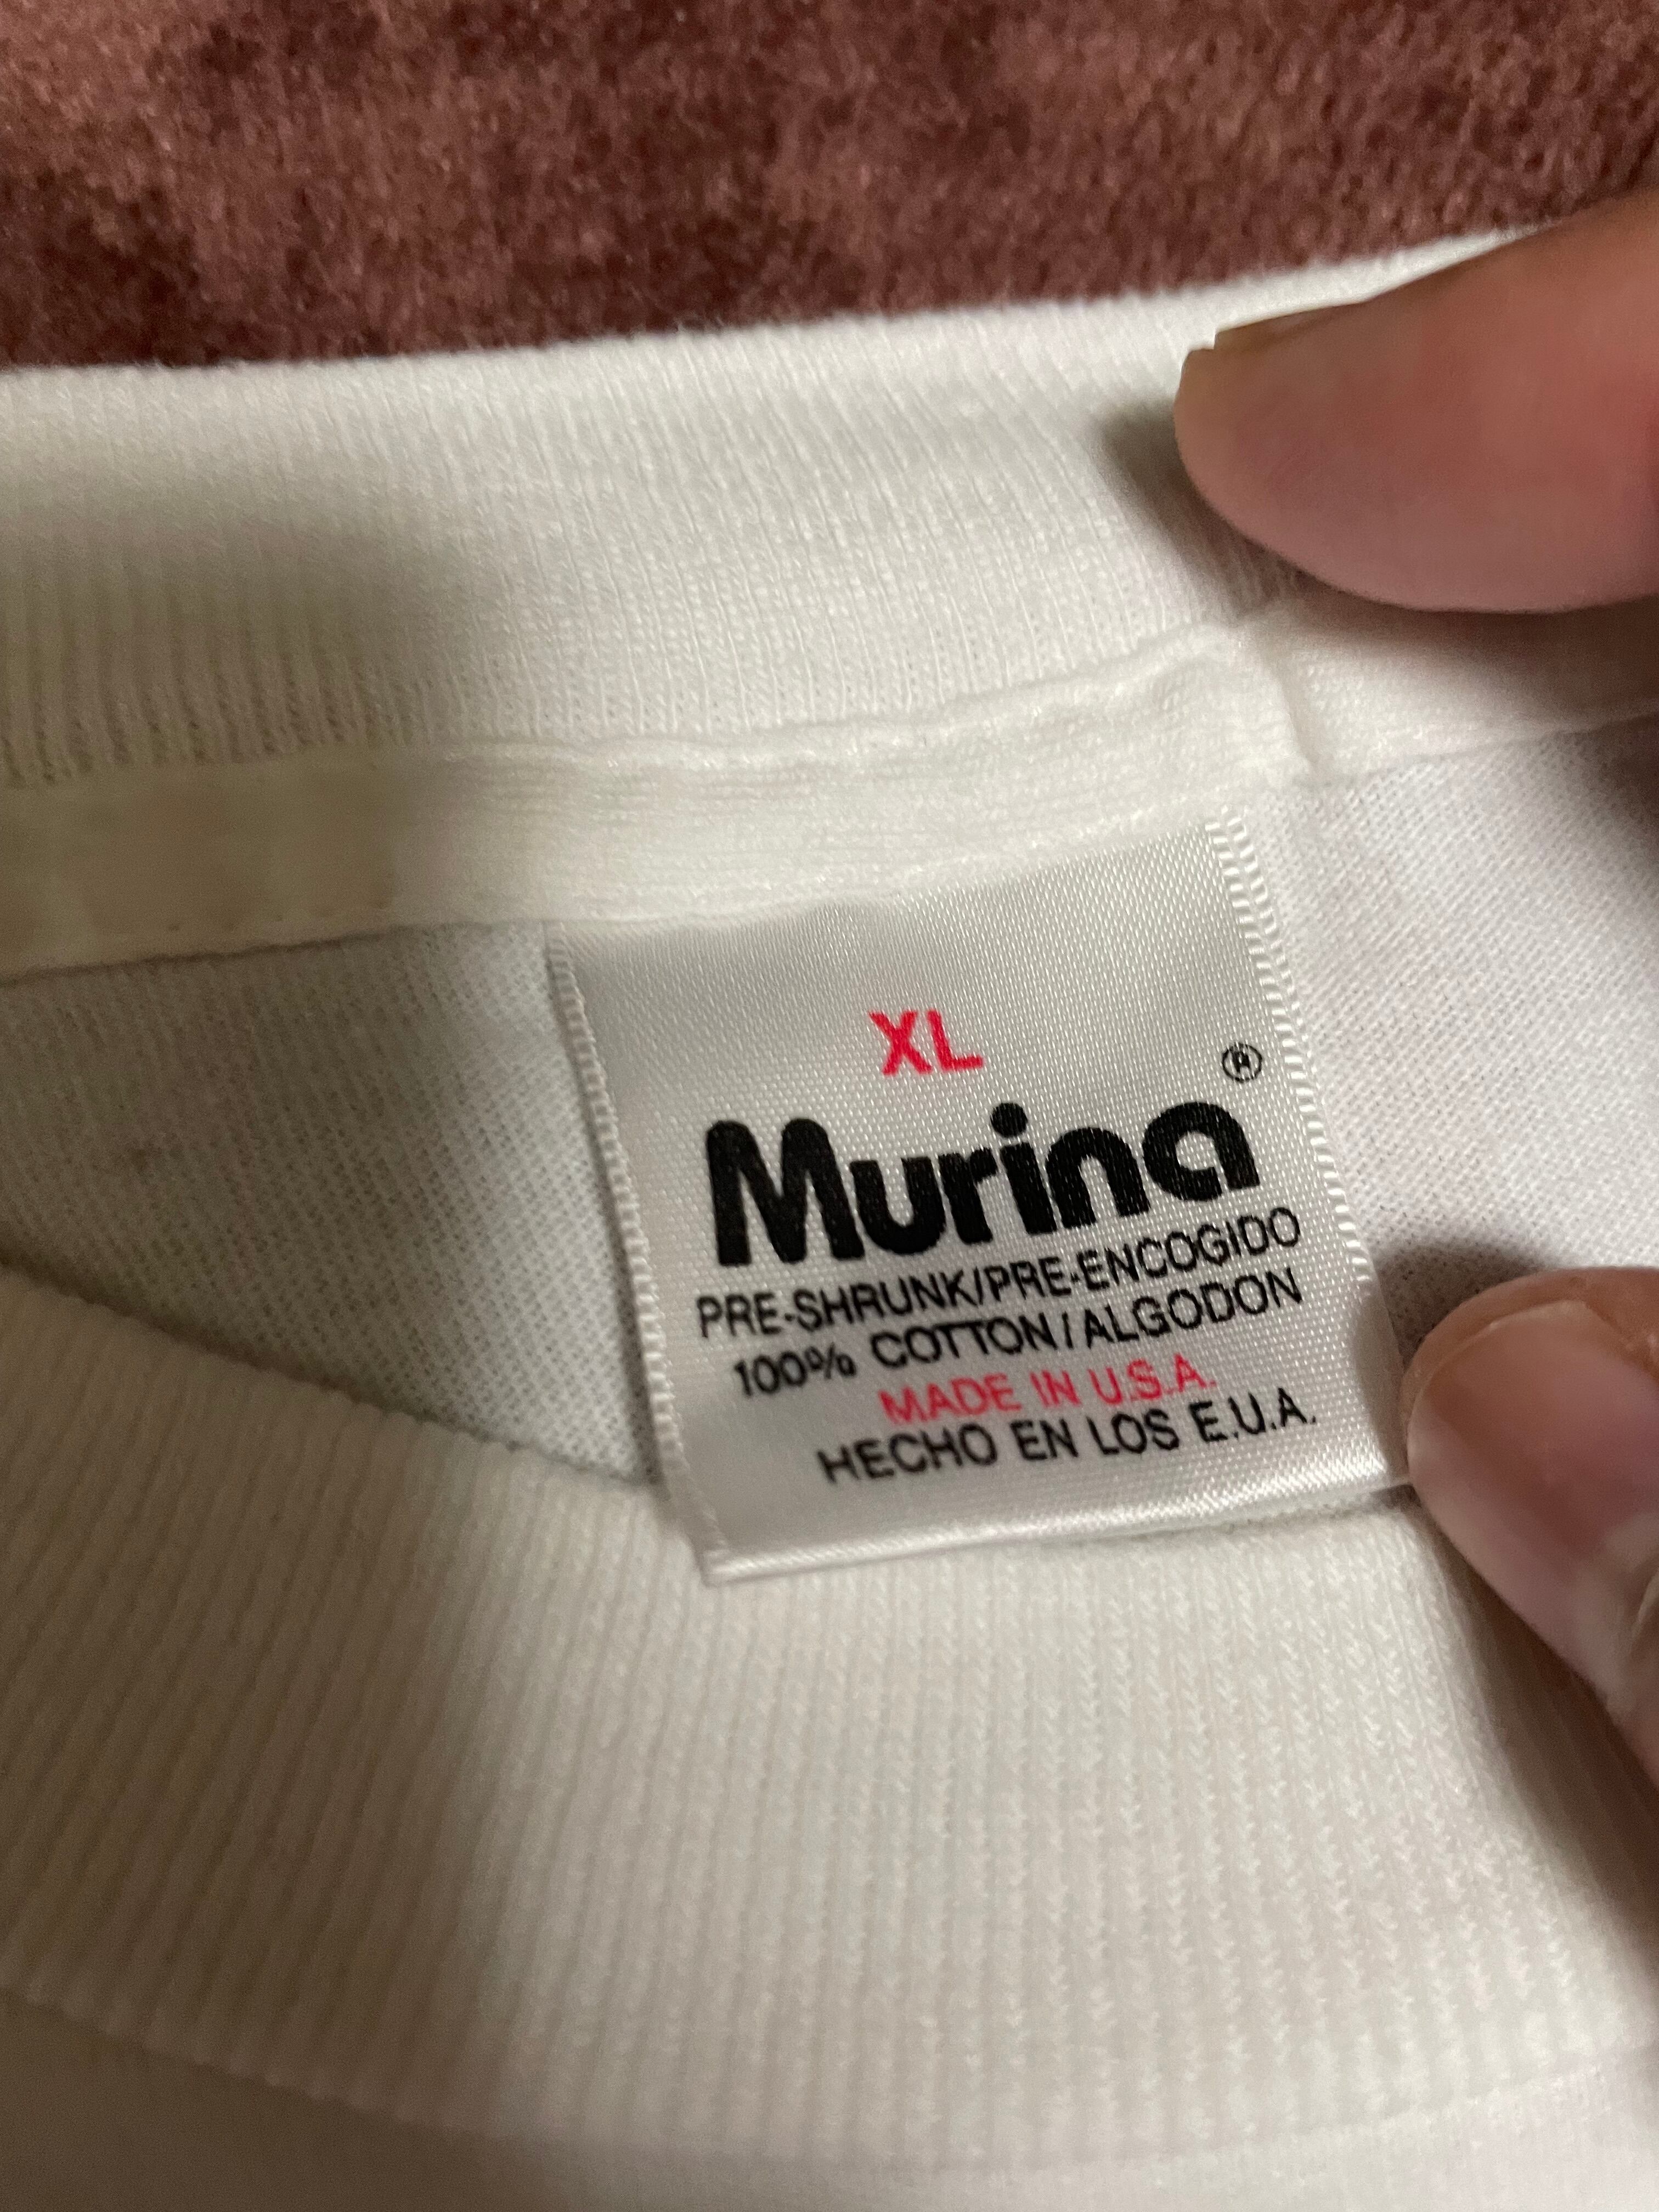 XL
Murina®
PRE-SHRUNK/PRE-ENCOGIDO
100% COTTON/ALGODON
MADE IN U.S.A.
HECHO EN LOS E.U.A.